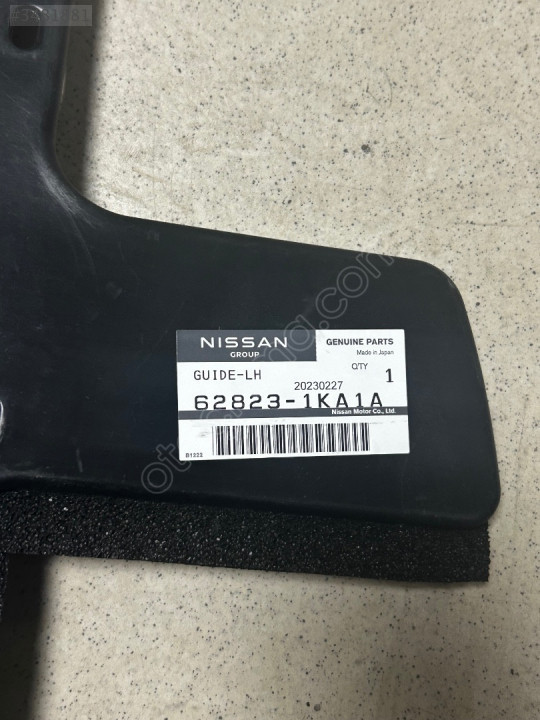 NISSAN
GROUP
GENUINE PARTS
Made in Japan
Q'TY
1
GUIDE-LH
20230227
62823-1KA1A
Nissan Motor Co., Ltd.
B1222